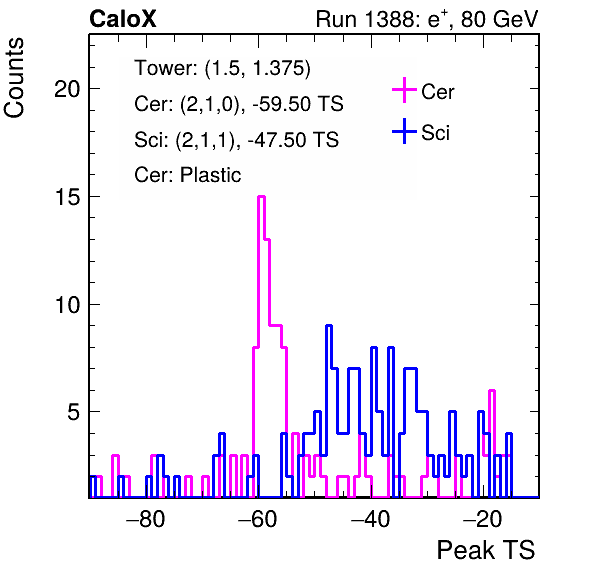 CaloX Run 1388: e⁺, 80 GeV
Counts
Tower: (1.5, 1.375)
Cer: (2,1,0), -59.50 TS
Sci: (2,1,1), -47.50 TS
Cer: Plastic
Cer
Sci
20
15
10
5
−80 −60 −40 −20
Peak TS